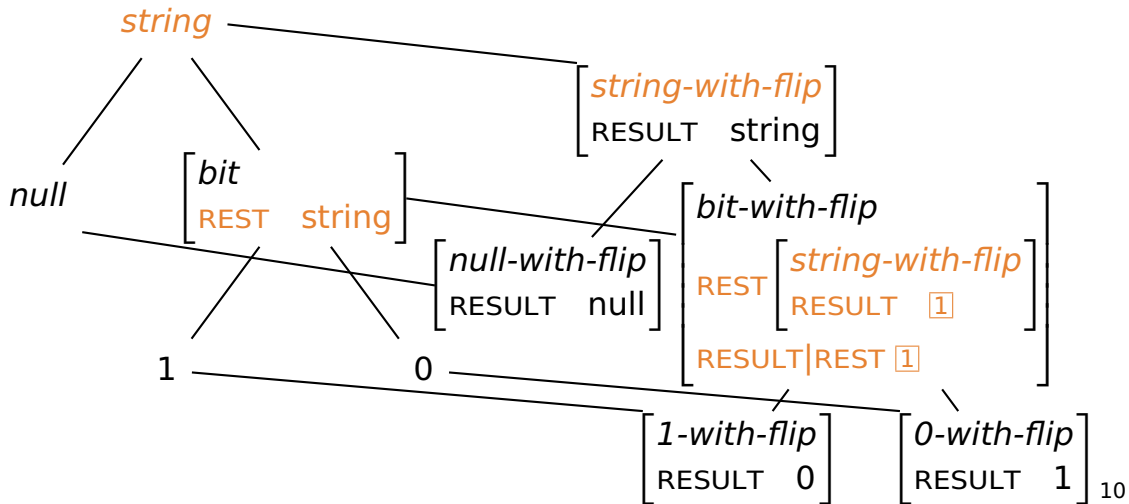 string
string-with-flip
RESULT string
null
bit
REST string
bit-with-flip
REST
string-with-flip
RESULT 1
RESULT|REST 1
null-with-flip
RESULT null
1
0
1-with-flip
RESULT 0
0-with-flip
RESULT 1
10